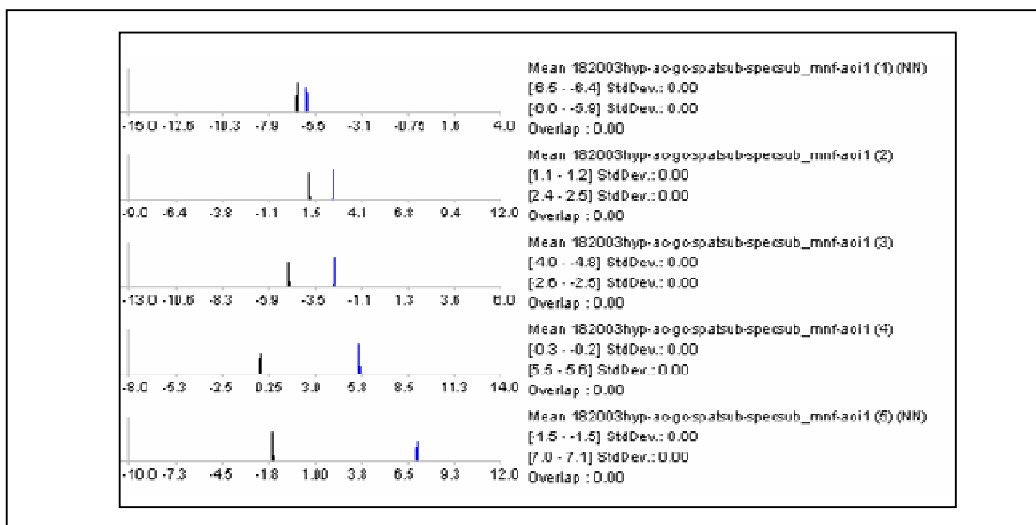 Mean 182003hyp-ac-go-spatsub-specsub_mnf-aoi1 (1) (NN)
[-6.5 - -6.4] StdDev.: 0.00
[-6.0 - -5.9] StdDev.: 0.00
Overlap : 0.00
-15.0 -12.6 -10.3 -7.9 -5.5 -3.1 -0.75 1.6 4.0
Mean 182003hyp-ac-go-spatsub-specsub_mnf-aoi1 (2)
[1.1 - 1.2] StdDev.: 0.00
[2.4 - 2.5] StdDev.: 0.00
Overlap : 0.00
-9.0 -6.4 -3.8 -1.1 1.5 4.1 6.8 9.4 12.0
Mean 182003hyp-ac-go-spatsub-specsub_mnf-aoi1 (3)
StdDev.: 0.00
[-2.6 - -2.5] StdDev.: 0.00
Overlap : 0.00
-13.0 -10.6 -8.3 -5.9 -3.5 -1.1 1.3 3.6 6.0
Mean 182003hyp-ac-go-spatsub-specsub_mnf-aoi1 (4)
[-0.3 - -0.2] StdDev.: 0.00
[5.5 - 5.6] StdDev.: 0.00
Overlap : 0.00
-8.0 -5.3 -2.5 0.25 3.0 5.8 8.5 11.3 14.0
Mean 182003hyp-ac-go-spatsub-specsub_mnf-aoi1 (5) (NN)
[-1.5 - -1.5] StdDev.: 0.00
[7.0 - 7.1] StdDev.: 0.00
Overlap : 0.00
-10.0 -7.3 -4.5 -1.8 1.00 3.8 6.5 9.3 12.0